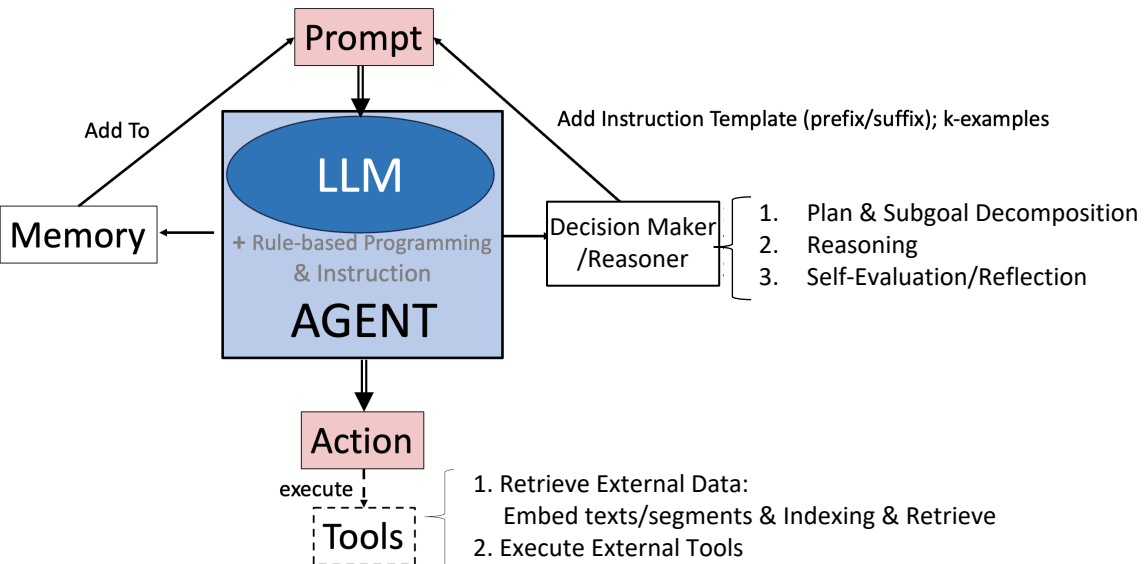 Prompt
Add To
Add Instruction Template (prefix/suffix); k-examples
LLM
Memory
+ Rule-based Programming
& Instruction
AGENT
Decision Maker
/Reasoner
1. Plan & Subgoal Decomposition
2. Reasoning
3. Self-Evaluation/Reflection
Action
execute
Tools
1. Retrieve External Data:
Embed texts/segments & Indexing & Retrieve
2. Execute External Tools